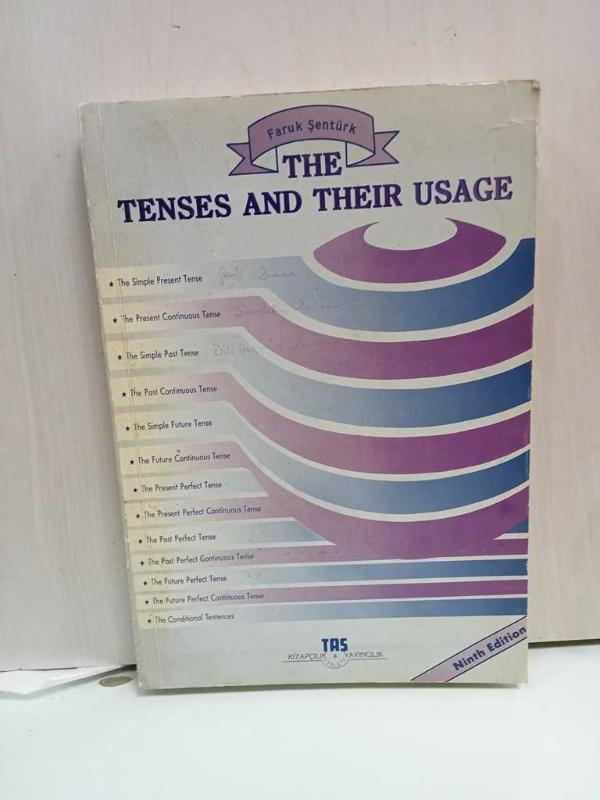 Faruk Şentürk
THE
TENSES AND THEIR USAGE
★ The Simple Present Tense
★ The Present Continuous Tense
★ The Simple Past Tense
★ The Past Continuous Tense
★ The Simple Future Tense
★ The Future Continuous Tense
★ The Present Perfect Tense
★ The Present Perfect Continuous Tense
★ The Past Perfect Tense
★ The Past Perfect Continuous Tense
★ The Future Perfect Tense
★ The Future Perfect Continuous Tense
★ The Conditional Tentences
TAS
KİTAPÇILIK & YAYINCILIK
Ninth Edition